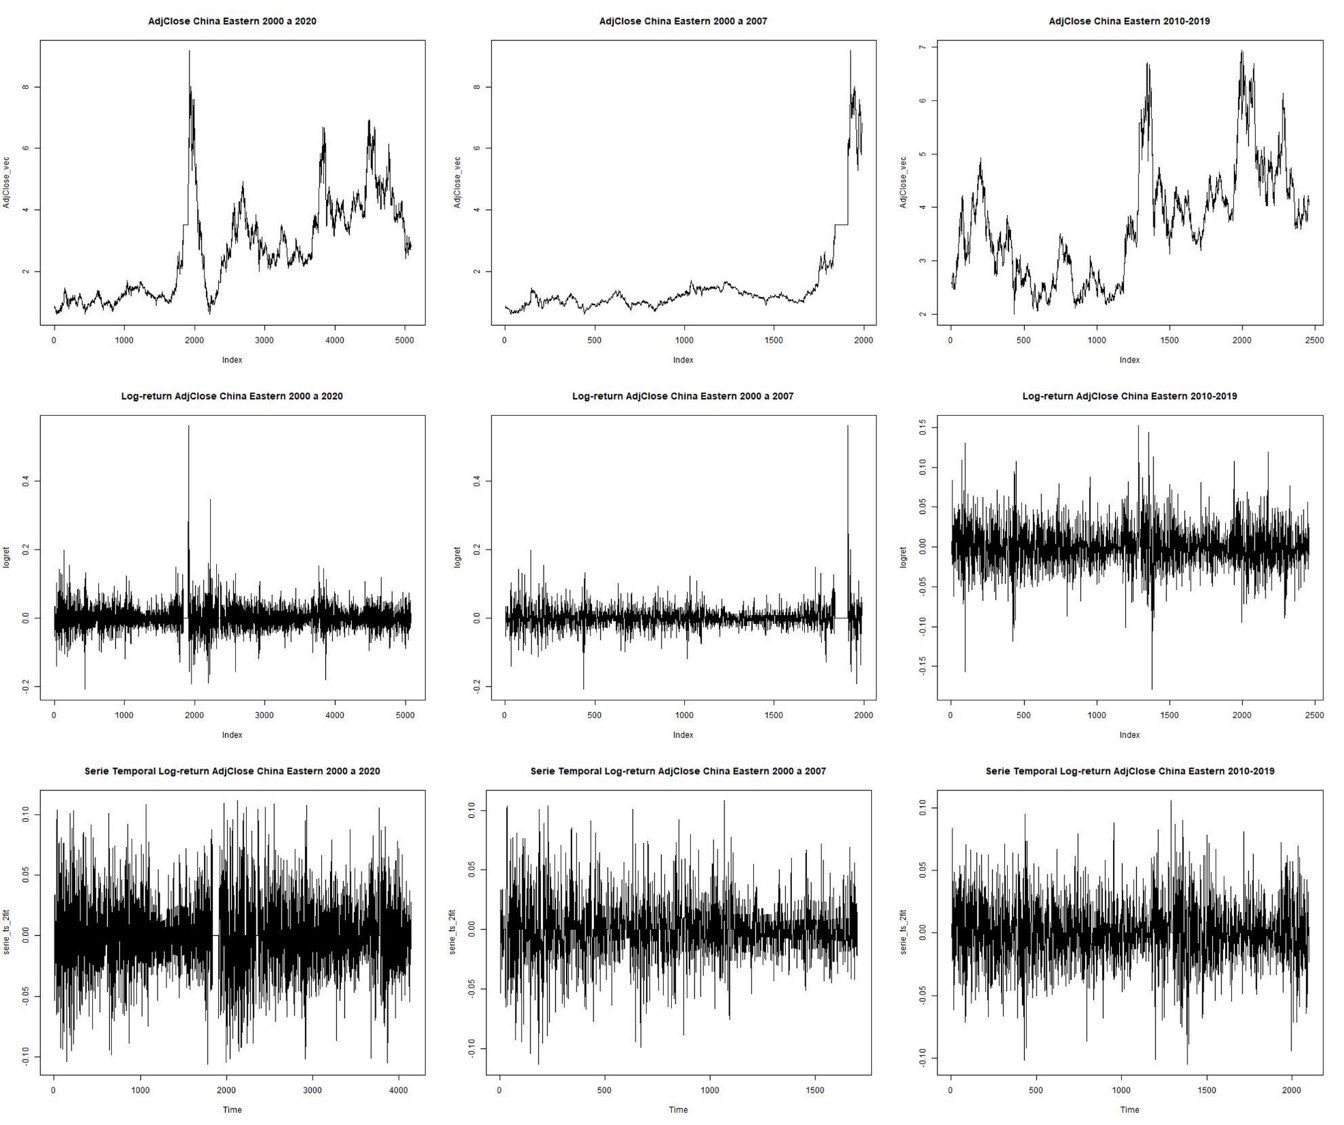 AdjClose China Eastern 2000 a 2020
AdjClose_vec
2
4
6
8
0 1000 2000 3000 4000 5000
Index
AdjClose China Eastern 2000 a 2007
AdjClose_vec
2
4
6
8
0 500 1000 1500 2000
Index
AdjClose China Eastern 2010-2019
AdjClose_vec
2
3
4
5
6
7
0 500 1000 1500 2000 2500
Index
Log-return AdjClose China Eastern 2000 a 2020
logret
-0.2
0.0
0.2
0.4
0 1000 2000 3000 4000 5000
Index
Log-return AdjClose China Eastern 2000 a 2007
logret
-0.2
0.0
0.2
0.4
0 500 1000 1500 2000
Index
Log-return AdjClose China Eastern 2010-2019
logret
-0.15
-0.10
-0.05
0.00
0.05
0.10
0.15
0 500 1000 1500 2000 2500
Index
Serie Temporal Log-return AdjClose China Eastern 2000 a 2020
serie_ts_2fit
-0.10
-0.05
0.00
0.05
0.10
0 1000 2000 3000 4000
Time
Serie Temporal Log-return AdjClose China Eastern 2000 a 2007
serie_ts_2fit
-0.10
-0.05
0.00
0.05
0.10
0 500 1000 1500
Time
Serie Temporal Log-return AdjClose China Eastern 2010-2019
serie_ts_2fit
-0.10
-0.05
0.00
0.05
0.10
0 500 1000 1500 2000
Time